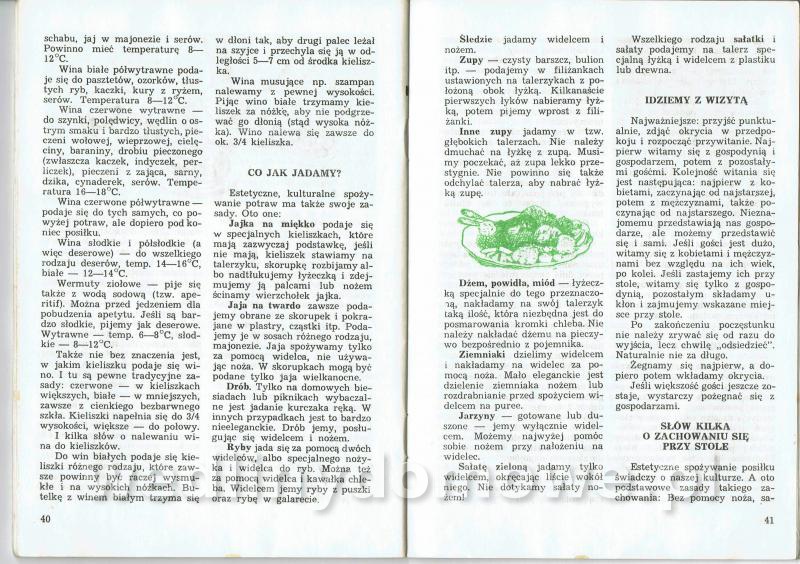 schabu, jaj w majonezie i serów.
Powinno mieć temperaturę 8—
12°C.
Wina białe półwytrawne poda-
je się do pasztetów, ozorków, tłus-
tych ryb, kaczki, kury z ryżem,
serów. Temperatura 8—12°C.
Wina czerwone wytrawne —
do szynki, polędwicy, wędlin o os-
trym smaku i bardzo tłustych, pie-
czeni wołowej, wieprzowej, cielę-
ciny, baraniny, drobiu pieczonego
(zwłaszcza kaczek, indyczek, per-
liczek), pieczeni z zająca, sarny,
dzika, cynaderek, serów. Tempe-
ratura 16—18°C.
Wina czerwone półwytrawne —
podaje się do tych samych, co po-
wyżej potraw, ale dopiero pod ko-
niec posiłku.
Wina słodkie i półsłodkie (a
więc deserowe) — do wszelkiego
rodzaju deserów, temp. 14—16°C,
białe — 12—14°C.
Wermuty ziołowe — pije się
także z wodą sodową (tzw. ape-
ritif). Można przed jedzeniem dla
pobudzenia apetytu. Jeśli są bar-
dzo słodkie, pijemy jak deserowe.
Wytrawne — temp. 6—8°C, słod-
kie — 8—12°C.
Także nie bez znaczenia jest,
w jakim kieliszku podaje się wi-
no. I tu są pewne tradycyjne za-
sady: czerwone — w kieliszkach
większych, białe — w mniejszych,
zawsze z cienkiego bezbarwnego
szkła. Kieliszki napełnia się do 3/4
wysokości, większe — do połowy.
I kilka słów o nalewaniu wi-
na do kieliszków.
Do win białych podaje się kie-
liszki różnego rodzaju, które zaw-
sze powinny być przejrzyste, smu-
kłe i na wysokich nóżkach. Bu-
telkę z winem białym trzyma się
40
w dłoni tak, aby drugi palec leżał
na szyjce i przechyla się ją w od-
ległości 5—7 cm od środka kielisz-
ka.
Wina musujące np. szampan
nalewamy z pewnej wysokości.
Pijąc wino białe trzymamy kie-
liszek za nóżkę, aby nie podgrze-
wać go dłonią (stąd wysoka nóż-
ka). Wino nalewa się zawsze do
ok. 3/4 kieliszka.
CO JAK JADAMY?
Estetyczne, kulturalne spoży-
wanie potraw ma także swoje za-
sady. Oto one:
Jajka na miękko podaje się
w specjalnych kieliszkach, które
mają zazwyczaj podstawkę, jeśli
nie mają, kieliszek stawiamy na
talerzyku, skorupkę rozbijamy al-
bo nadtłukujemy łyżeczką i zdej-
mujemy ją palcami lub nożem
ścinamy wierzchołek jajka.
Jaja na twardo zawsze poda-
jemy obrane ze skorupek i pokra-
jane w plastry, cząstki itp. Poda-
jemy je w sosach różnego rodzaju,
majonezie. Jaja spożywamy tylko
za pomocą widelca, nie używa-
jąc noża. W skorupkach mogą być
podane tylko jaja wielkanocne.
Drób. Tylko na domowych bie-
siadach lub piknikach wybaczal-
ne jest jadanie kurczaka ręką. W
innych przypadkach jest to bardzo
nieeleganckie. Drób jemy, posłu-
gując się widelcem i nożem.
Ryby jada się za pomocą dwóch
widelców, albo specjalnego noży-
ka i widelca do ryb. Można też
za pomocą widelca i kawałka chle-
ba. Widelcem jemy ryby z puszki
oraz rybę w galarecie.
Śledzie jadamy widelcem i
nożem.
Zupy — czysty barszcz, bulion
itp. — podajemy w filiżankach
ustawionych na talerzykach z po-
łożoną obok łyżką. Kilkanaście
pierwszych łyków nabieramy łyż-
ką, potem pijemy wprost z fili-
żanki.
Inne zupy jadamy w tzw.
głębokich talerzach. Nie należy
dmuchać na łyżkę z zupą. Musi-
my poczekać, aż zupa lekko prze-
stygnie. Nie powinno się także
odchylać talerza, aby nabrać łyż-
kę zupę.
Dżem, powidła, miód — łyżecz-
ką specjalnie do tego przeznaczo-
ną, nakładamy na swój talerzyk
taką ilość, która niezbędna jest do
posmarowania kromki chleba. Nie
należy nakładać dżemu na pieczy-
wo bezpośrednio z pojemnika.
Ziemniaki dzielimy widelcem
i nakładamy na widelec za po-
mocą noża. Mało eleganckie jest
dzielenie ziemniaka nożem lub
rozdrabnianie przed spożyciem wi-
delcem na puree.
Jarzyny — gotowane lub du-
szone — jemy wyłącznie widel-
cem. Możemy najwyżej pomóc
sobie nożem przy nałożeniu na
widelec.
Sałatę zieloną jadamy tylko
widelcem, okręcając liście wokół
niego. Nie dotykamy sałaty no-
żem!
Wszelkiego rodzaju sałatki i
sałaty podajemy na talerz spe-
cjalną łyżką i widelcem z plastiku
lub drewna.
IDZIEMY Z WIZYTĄ
Najważniejsze: przyjść punktu-
alnie, zdjąć okrycia w przedpo-
koju i rozpocząć przywitanie. Naj-
pierw witamy się z gospodynią i
gospodarzem, potem z pozostały-
mi gośćmi. Kolejność witania się
jest następująca: najpierw z ko-
bietami, zaczynając od najstarszej,
potem z mężczyznami, także po-
czynając od najstarszego. Niezna-
jomemu przedstawiają nas gospo-
darze, ale możemy przedstawić
się i sami. Jeśli gości jest dużo,
witamy się z kobietami i mężczyz-
nami bez względu na ich wiek,
po kolei. Jeśli zastajemy ich przy
stole, witamy się tylko z gospo-
dynią, pozostałym składamy u-
kłon i zajmujemy wskazane miej-
sce przy stole.
Po zakończeniu poczęstunku
nie należy zrywać się od razu do
wyjścia, lecz chwilę „odsiedzieć”.
Naturalnie nie za długo.
Żegnamy się najpierw, a do-
piero potem wkładamy okrycia.
Jeśli większość gości jeszcze zo-
staje, wystarczy pożegnać się z
gospodarzami.
SŁÓW KILKA
O ZACHOWANIU SIĘ
PRZY STOLE
Estetyczne spożywanie posiłku
świadczy o naszej kulturze. A oto
podstawowe zasady takiego za-
chowania: Bez pomocy noża, sa-
41